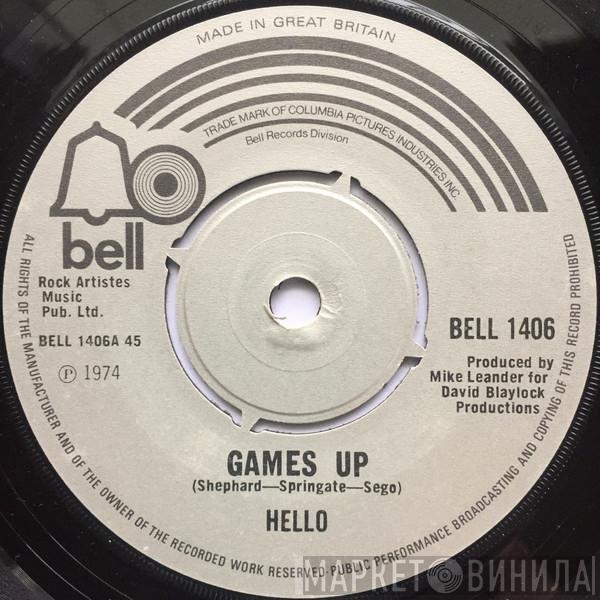 MADE IN GREAT BRITAIN
TRADE MARK OF COLUMBIA PICTURES INDUSTRIES INC.
Bell Records Division
bell
Rock Artistes
Music
Pub. Ltd.
BELL 1406A 45
Ⓟ 1974
BELL 1406
Produced by
Mike Leander for
David Blaylock
Productions
GAMES UP
(Shephard—Springate—Sego)
HELLO
ALL RIGHTS OF THE MANUFACTURER AND OF THE OWNER OF THE RECORDED WORK RESERVED-PUBLIC PERFORMANCE BROADCASTING AND COPYING OF THIS RECORD PROHIBITED
МАРКЕТ ВИНИЛА